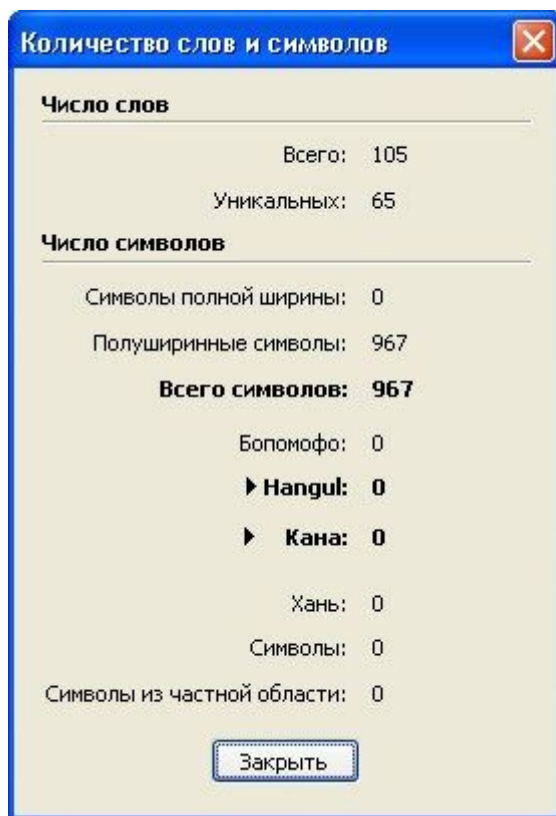 Количество слов и символов
Число слов
Всего: 105
Уникальных: 65
Число символов
Символы полной ширины: 0
Полуширинные символы: 967
Всего символов: 967
Бопомофо: 0
Hangul: 0
Кана: 0
Хань: 0
Символы: 0
Символы из частной области: 0
Закрыть